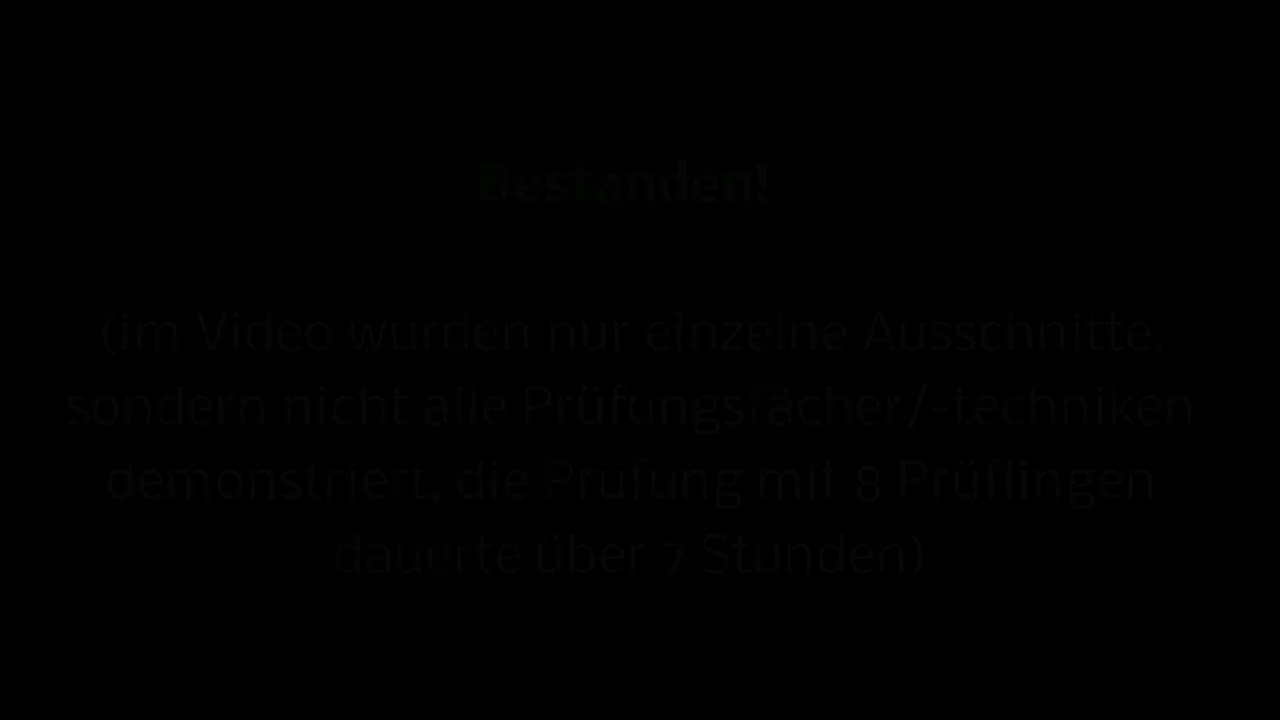 Bestanden!
(im Video wurden nur einzelne Ausschnitte,
sondern nicht alle Prüfungsfächer/-techniken
demonstriert, die Prüfung mit 8 Prüflingen
dauerte über 7 Stunden)